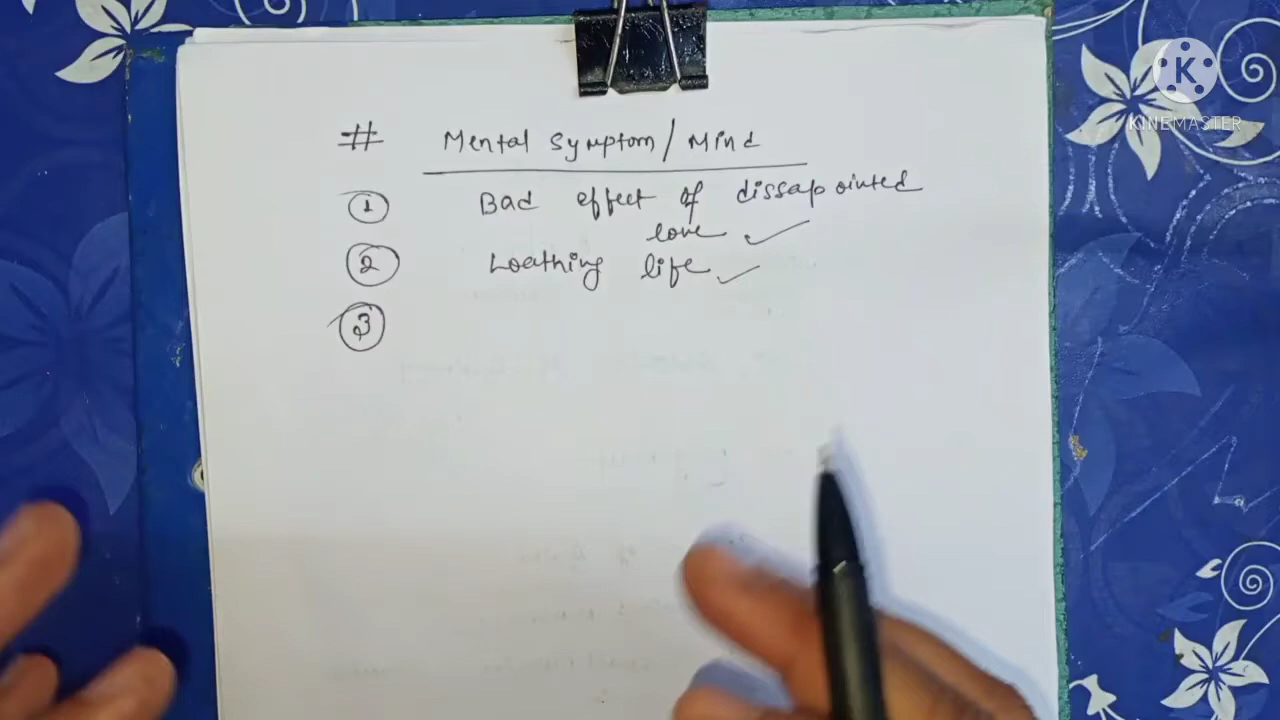 # Mental Symptom / Mind
① Bad effect of dissapointed
love ✓
② Loathing life ✓
③
K
KINEMASTER